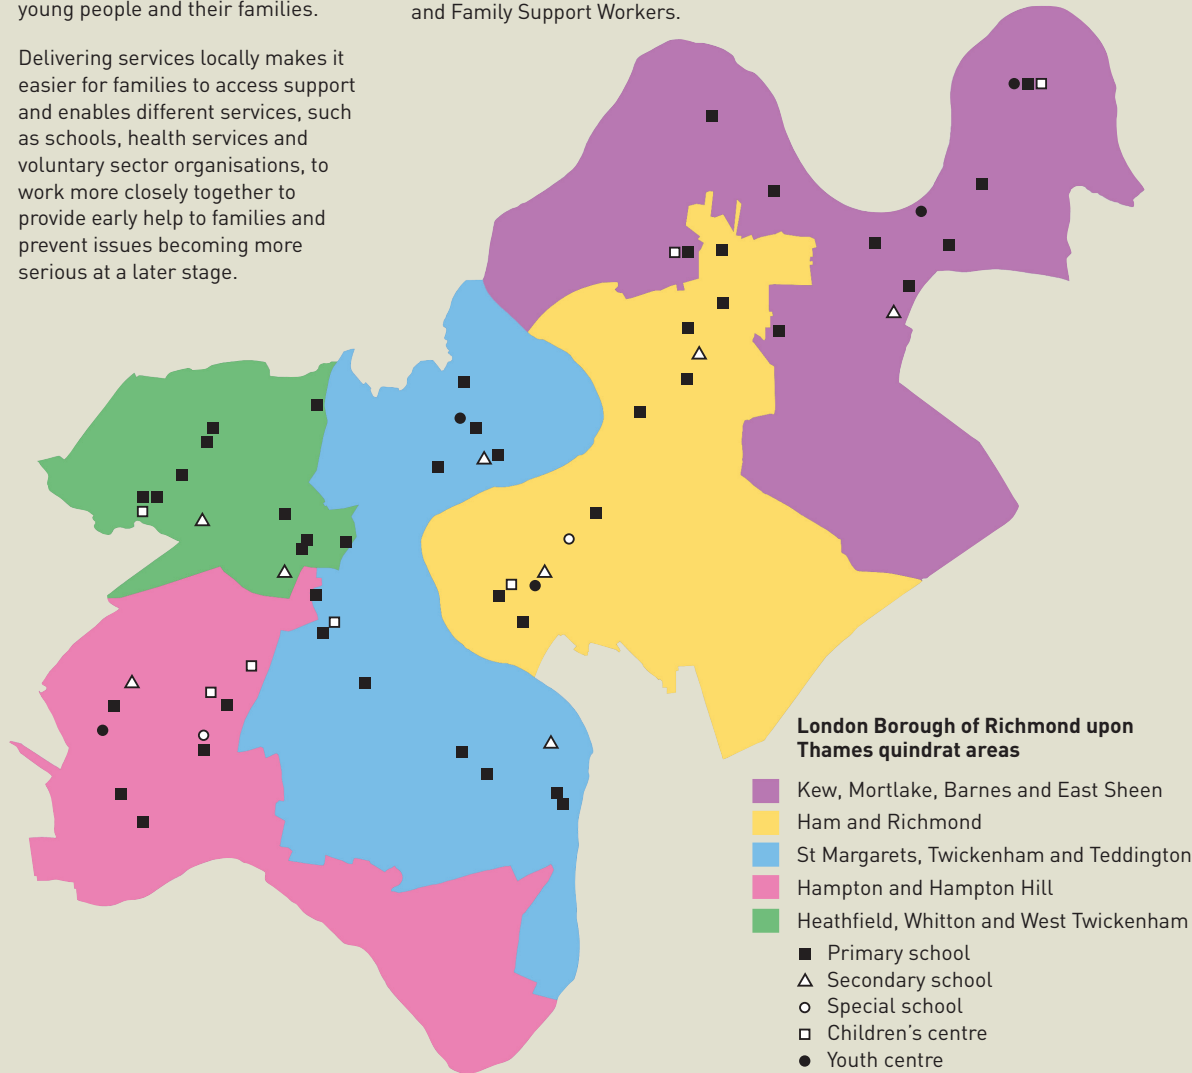 young people and their families.
Delivering services locally makes it
easier for families to access support
and enables different services, such
as schools, health services and
voluntary sector organisations, to
work more closely together to
provide early help to families and
prevent issues becoming more
serious at a later stage.
and Family Support Workers.
London Borough of Richmond upon
Thames quindrat areas
Kew, Mortlake, Barnes and East Sheen
Ham and Richmond
St Margarets, Twickenham and Teddington
Hampton and Hampton Hill
Heathfield, Whitton and West Twickenham
Primary school
Secondary school
Special school
Children’s centre
Youth centre